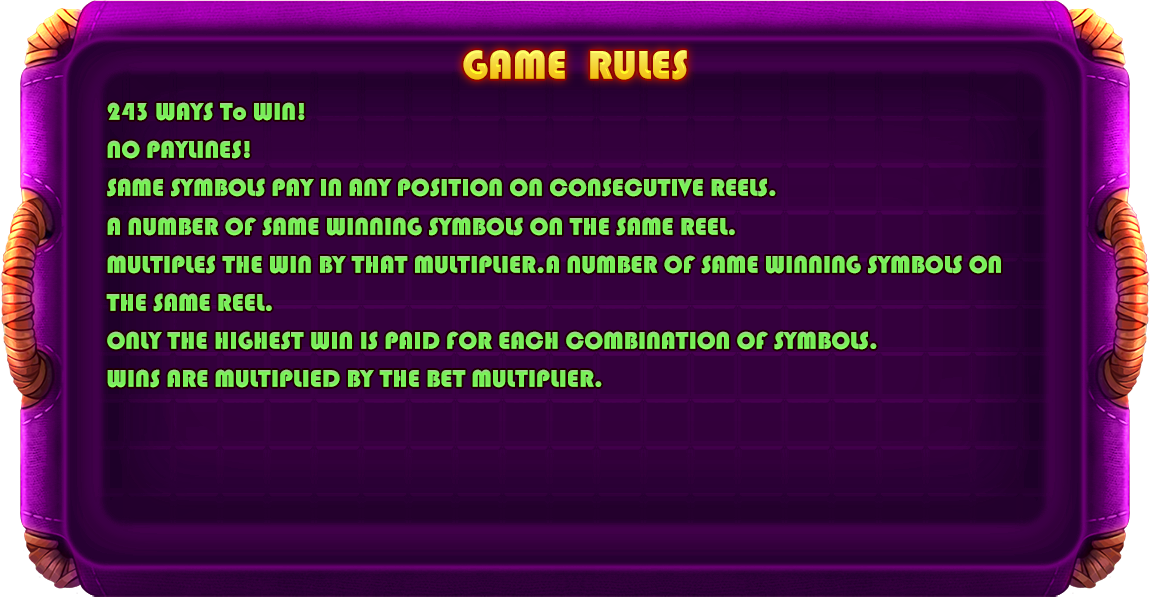 GAME RULES
243 WAYS To WIN!
NO PAYLINES!
SAME SYMBOLS PAY IN ANY POSITION ON CONSECUTIVE REELS.
A NUMBER OF SAME WINNING SYMBOLS ON THE SAME REEL.
MULTIPLES THE WIN BY THAT MULTIPLIER.A NUMBER OF SAME WINNING SYMBOLS ON
THE SAME REEL.
ONLY THE HIGHEST WIN IS PAID FOR EACH COMBINATION OF SYMBOLS.
WINS ARE MULTIPLIED BY THE BET MULTIPLIER.